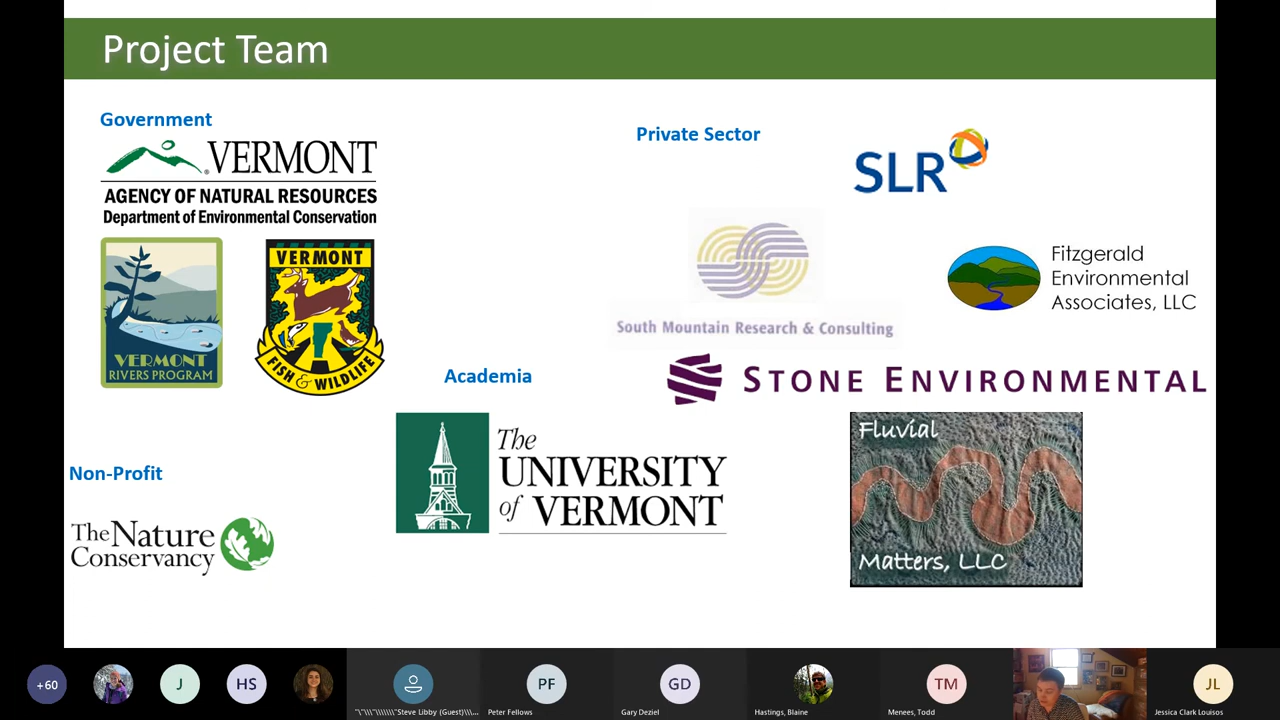 Project Team
Government
VERMONT
AGENCY OF NATURAL RESOURCES
Department of Environmental Conservation
VERMONT
RIVERS PROGRAM
VERMONT
FISH & WILDLIFE
Private Sector
SLR
South Mountain Research & Consulting
Fitzgerald
Environmental
Associates, LLC
STONE ENVIRONMENTAL
Fluvial
Matters, LLC
Academia
The
UNIVERSITY
of VERMONT
Non-Profit
The Nature
Conservancy
+60
J
HS
"\"\\\"\\\\\\\"Steve Libby (Guest)\\\...
PF
Peter Fellows
GD
Gary Deziel
Hastings, Blaine
TM
Menees, Todd
JL
Jessica Clark Louisos